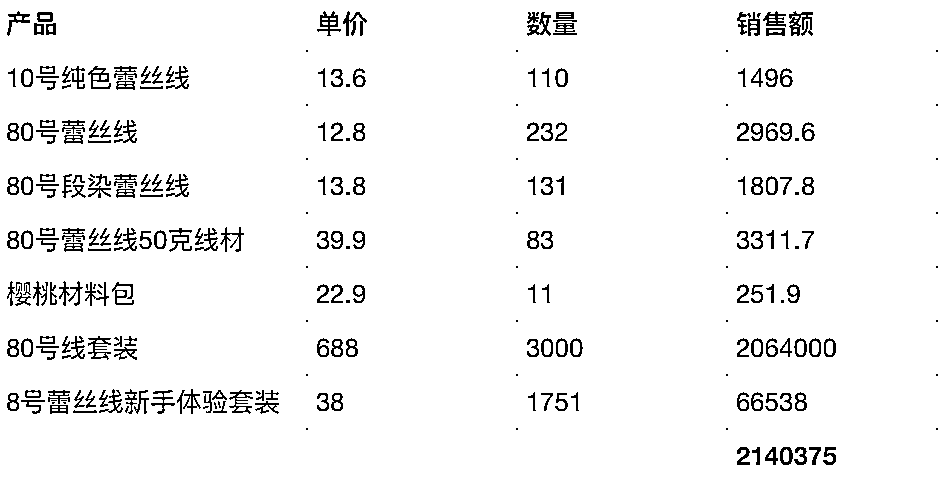 产品 单价 数量 销售额
10号纯色蕾丝线 13.6 110 1496
80号蕾丝线 12.8 232 2969.6
80号段染蕾丝线 13.8 131 1807.8
80号蕾丝线50克线材 39.9 83 3311.7
樱桃材料包 22.9 11 251.9
80号线套装 688 3000 2064000
8号蕾丝线新手体验套装 38 1751 66538
2140375